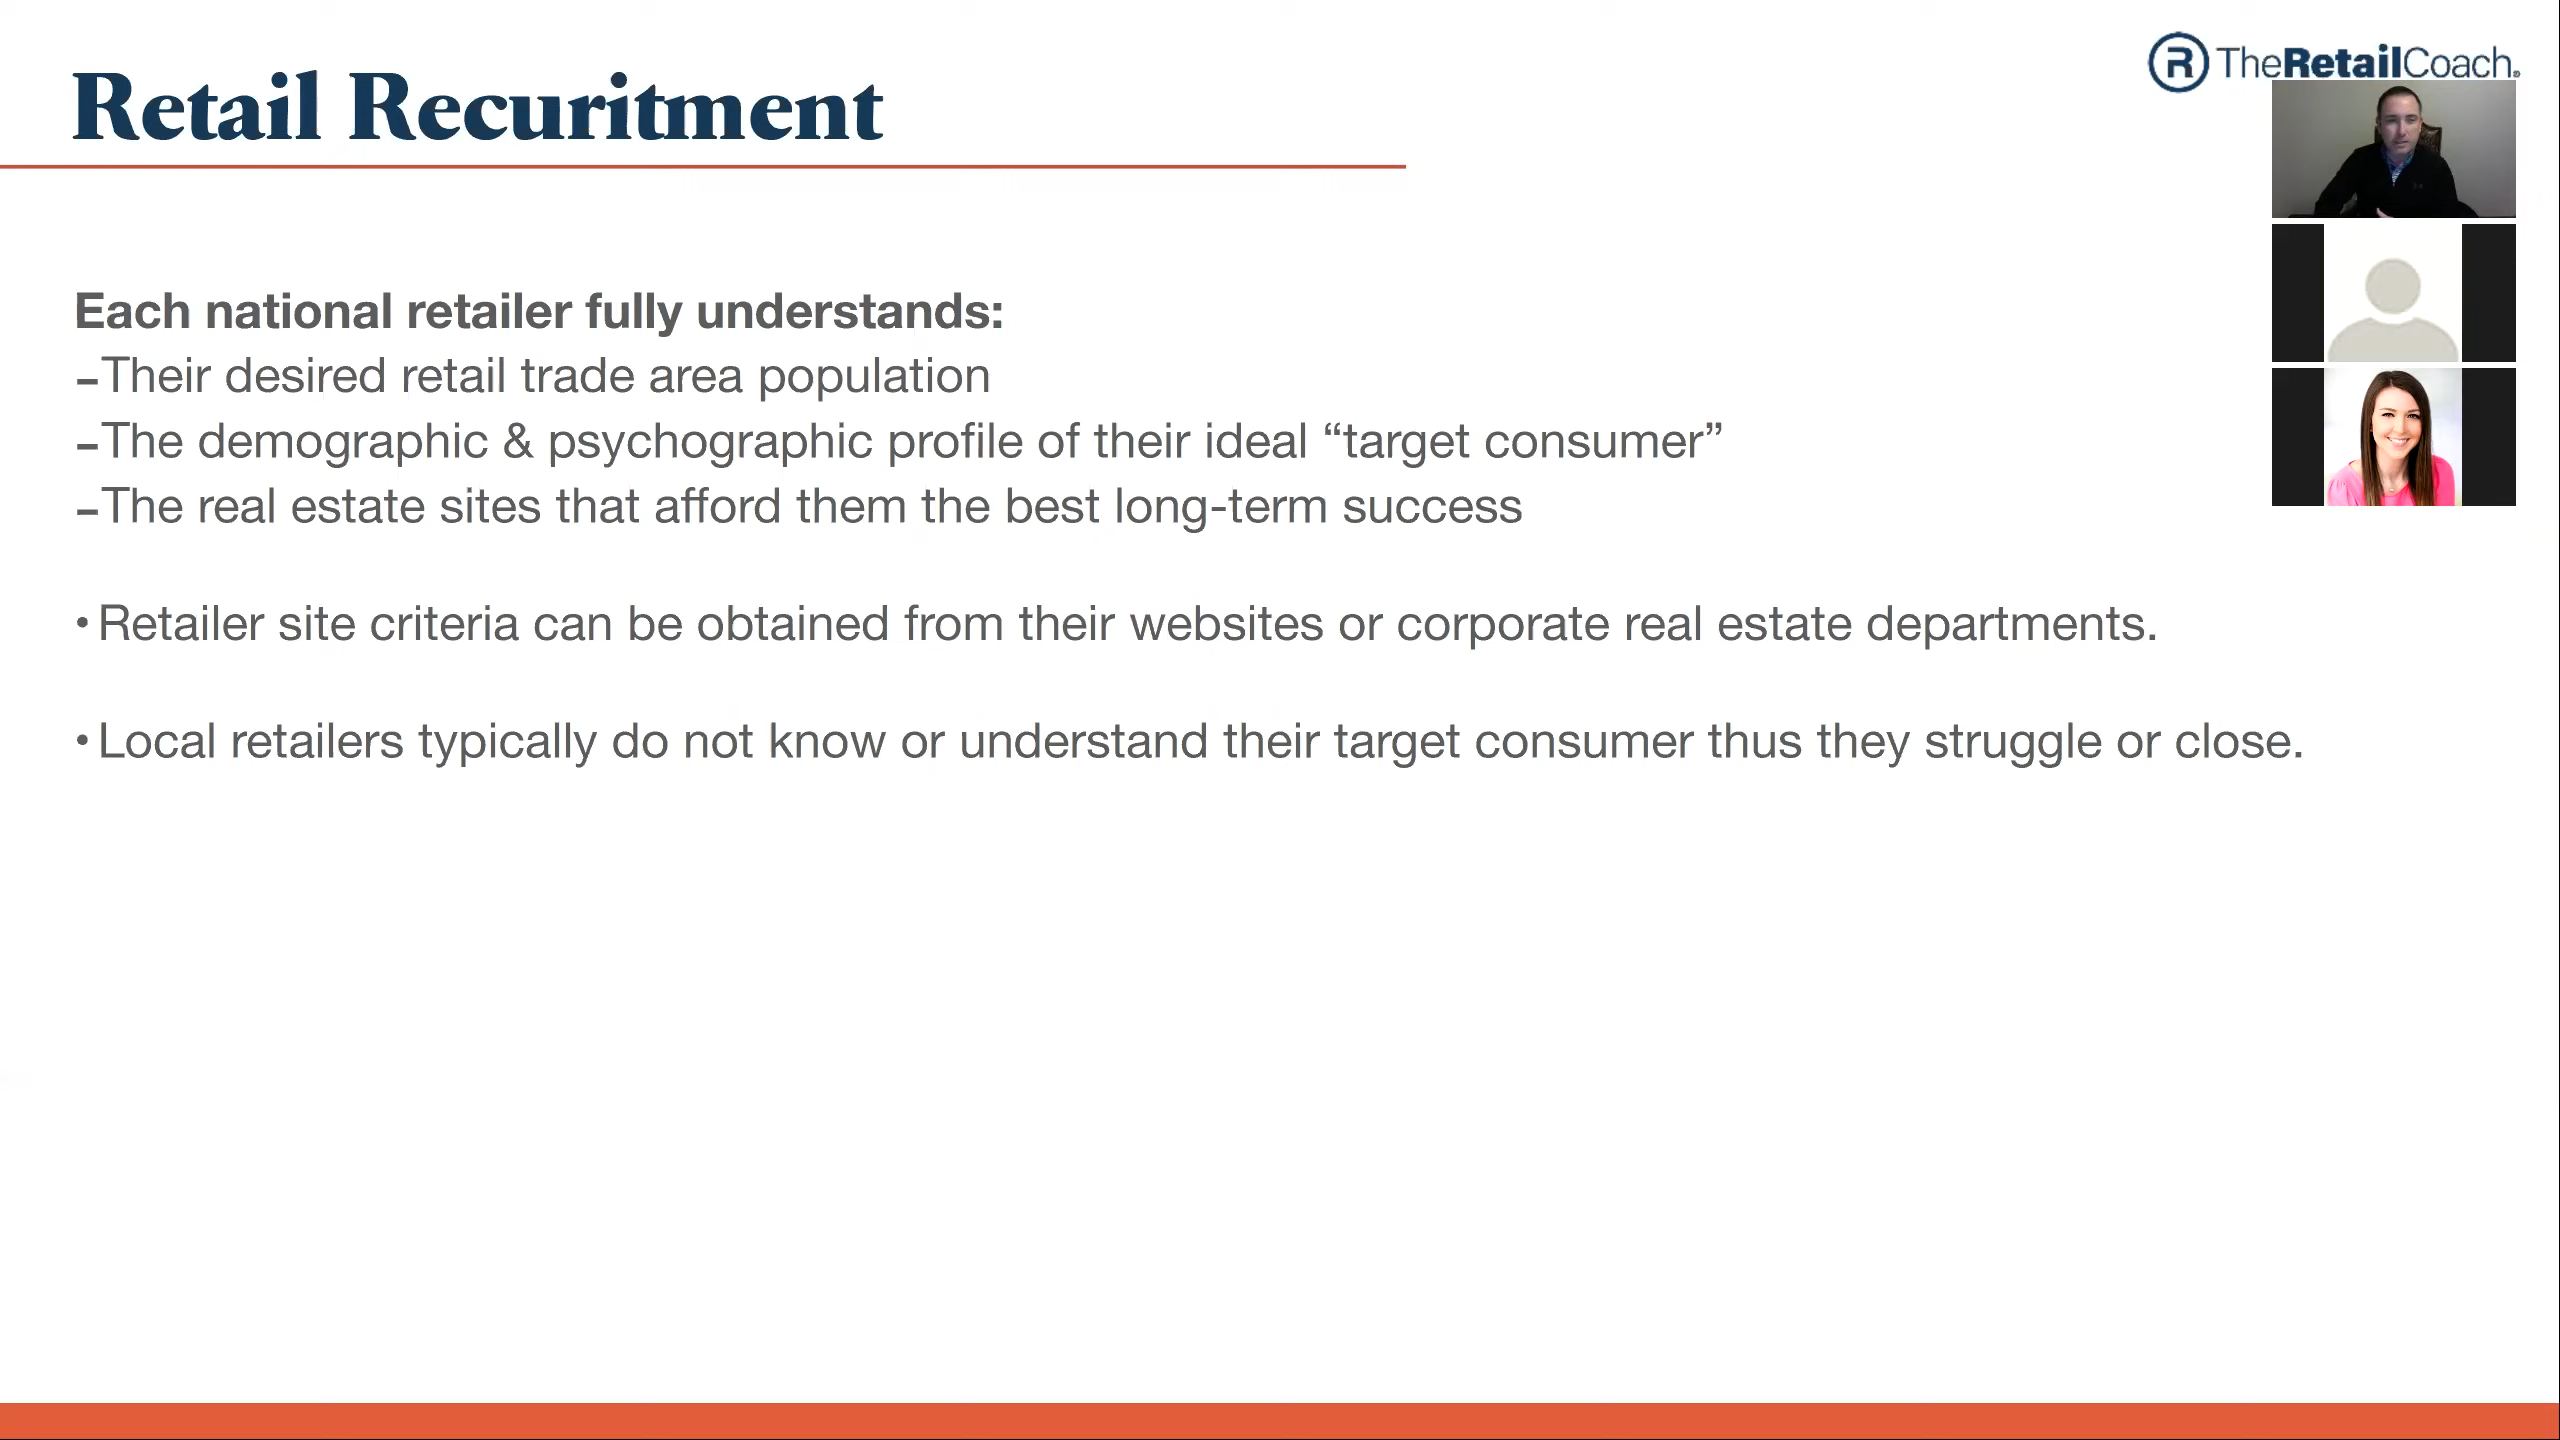 Retail Recuritment
R TheRetailCoach®
Each national retailer fully understands:
-Their desired retail trade area population
-The demographic & psychographic profile of their ideal “target consumer”
-The real estate sites that afford them the best long-term success
• Retailer site criteria can be obtained from their websites or corporate real estate departments.
• Local retailers typically do not know or understand their target consumer thus they struggle or close.